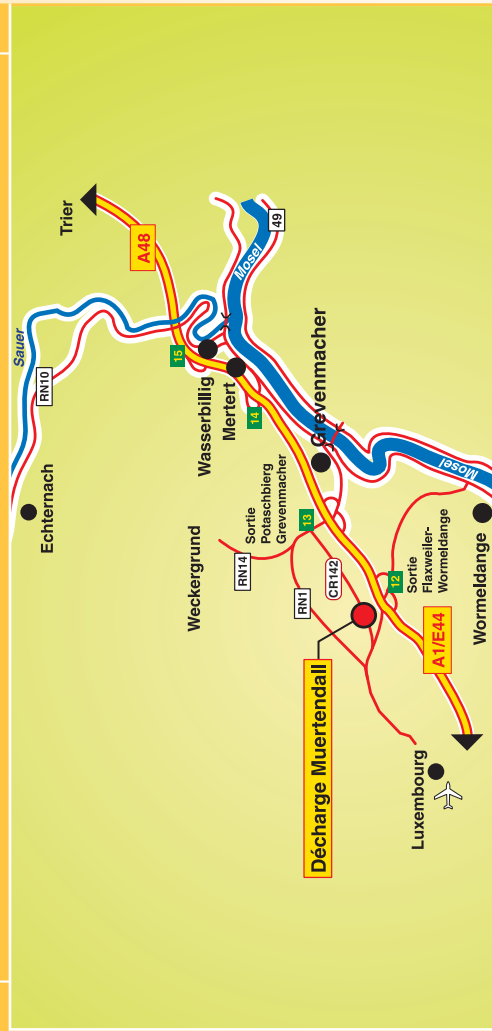 Trier
A48
Sauer
RN10
Echternach
15
Wasserbillig
Mertert
14
Mosel
49
Grevenmacher
Weckergrund
RN14
Sortie
Potaschbierg
Grevenmacher
13
RN1
CR142
12
Sortie
Flaxweiler-
Wormeldange
Mosel
Wormeldange
A1/E44
Décharge Muertendall
Luxembourg